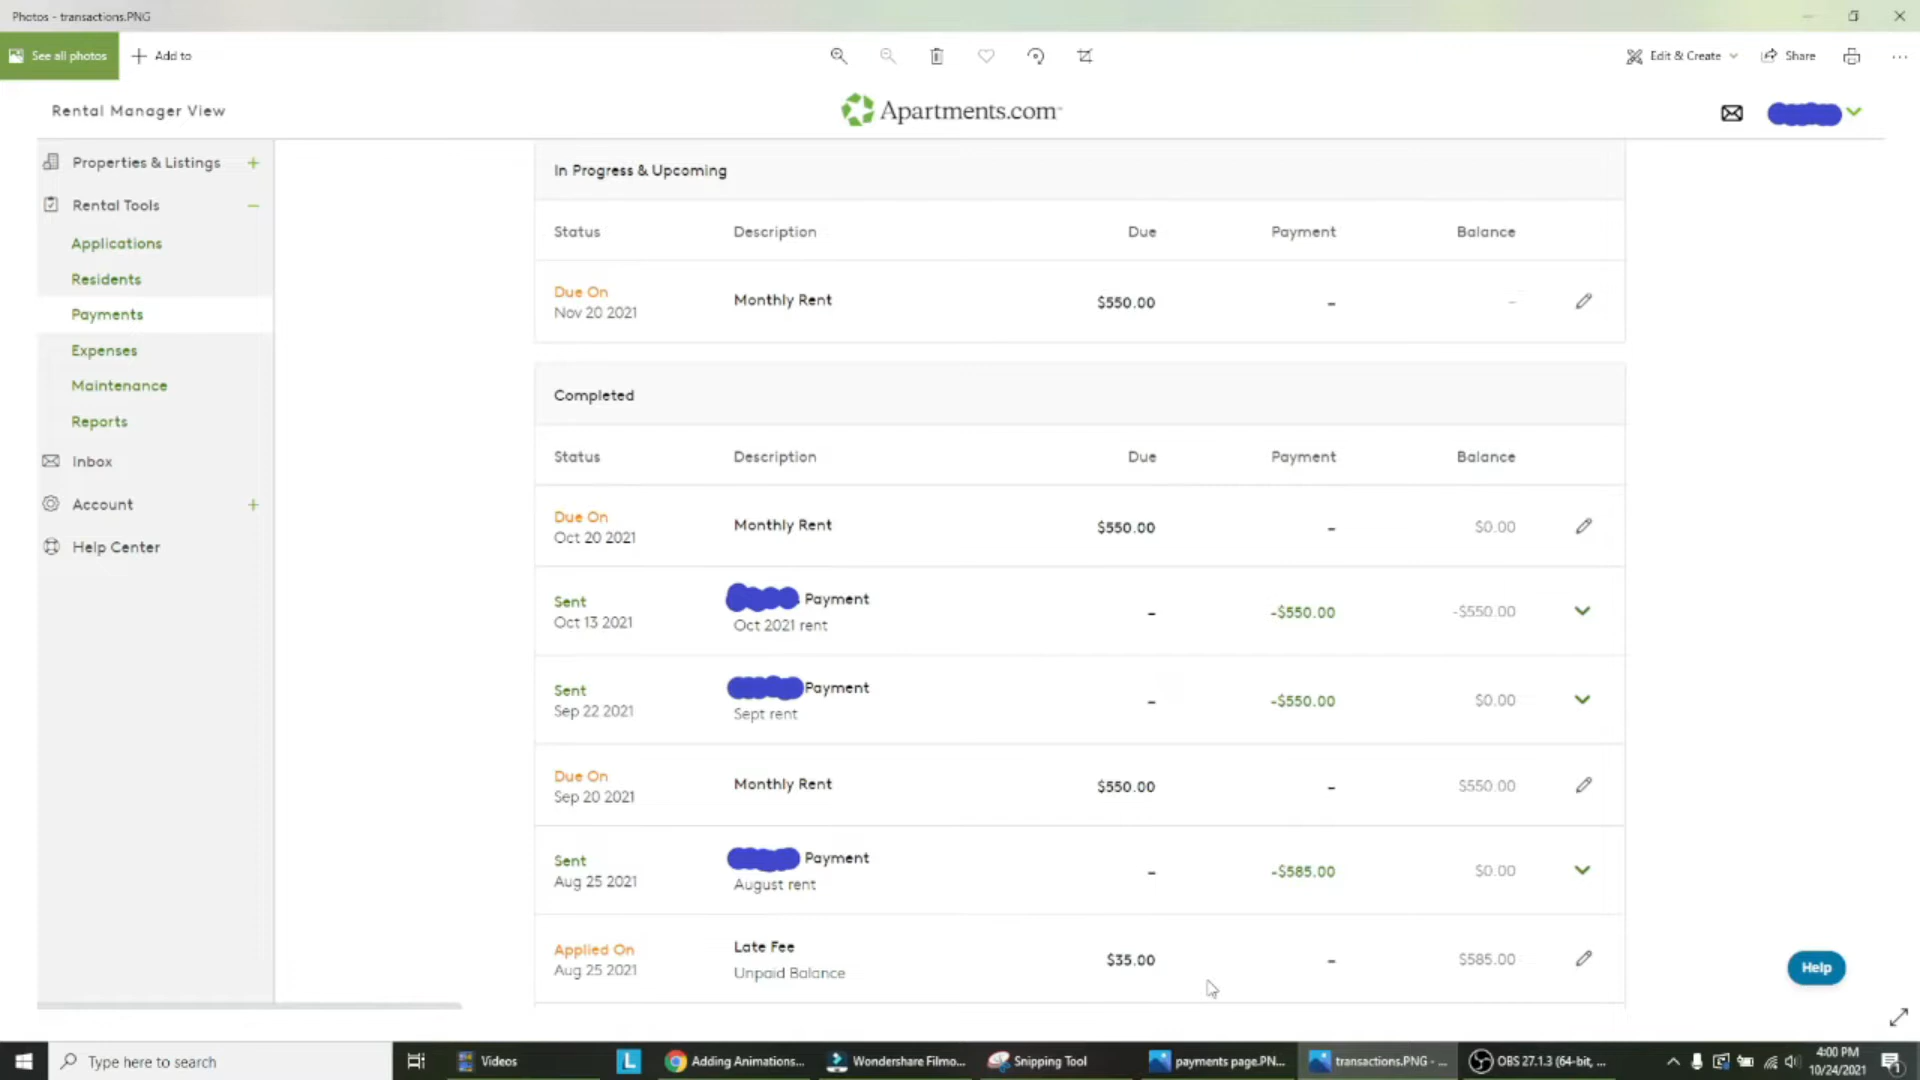 Photos - transactions.PNG
See all photos
Add to
Edit & Create
Share
Rental Manager View
Apartments.com
Properties & Listings
Rental Tools
Applications
Residents
Payments
Expenses
Maintenance
Reports
Inbox
Account
Help Center
In Progress & Upcoming
Status Description Due Payment Balance
Due On
Nov 20 2021
Monthly Rent $550.00 – –
Completed
Status Description Due Payment Balance
Due On
Oct 20 2021
Monthly Rent $550.00 – $0.00
Sent
Oct 13 2021
Payment
Oct 2021 rent
– -$550.00 -$550.00
Sent
Sep 22 2021
Payment
Sept rent
– -$550.00 $0.00
Due On
Sep 20 2021
Monthly Rent $550.00 – $550.00
Sent
Aug 25 2021
Payment
August rent
– -$585.00 $0.00
Applied On
Aug 25 2021
Late Fee
Unpaid Balance
$35.00 – $585.00
Help
Type here to search
Videos
L
Adding Animations...
Wondershare Filmo...
Snipping Tool
payments page.PN...
transactions.PNG - ...
OBS 27.1.3 (64-bit, ...
4:00 PM
10/24/2021
1